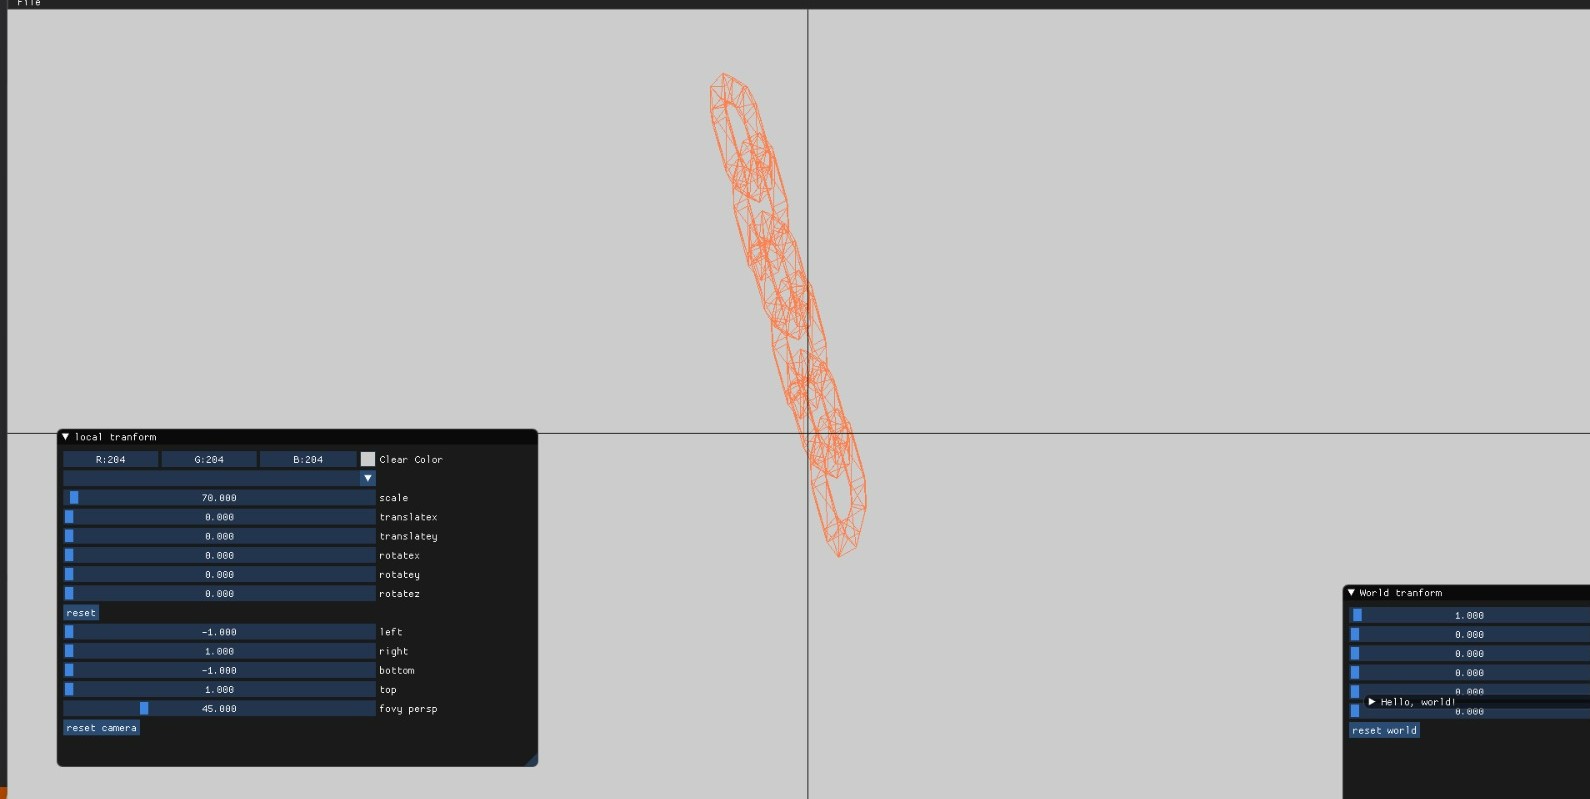 File
local tranform
R:204 G:204 B:204 Clear Color
70.000 scale
0.000 translatex
0.000 translatey
0.000 rotatex
0.000 rotatey
0.000 rotatez
reset
-1.000 left
1.000 right
-1.000 bottom
1.000 top
45.000 fovy persp
reset camera
World tranform
1.000
0.000
0.000
0.000
0.000
Hello, world!
0.000
reset world